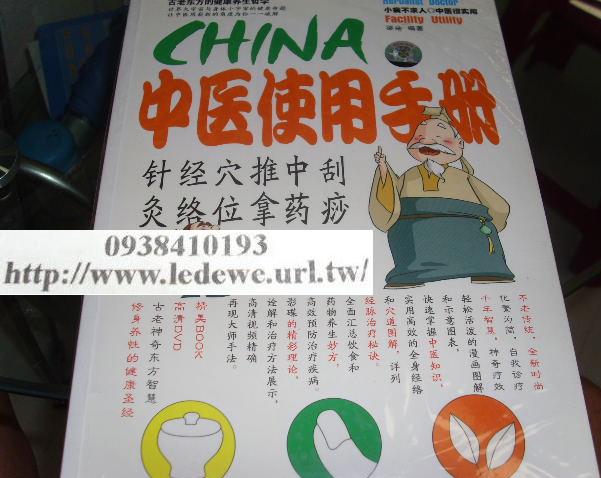 古老东方的健康养生哲学
Herbalist Doctor
小病不求人 中医很实用
Facility Utility
编著
CHINA
中医使用手册
针灸
经络
穴位
推拿
中药
刮痧
0938410193
http://www.ledewe.url.tw/
不老传统，全新时尚
化繁为简，自我诊疗
千年智慧，神奇疗效
轻松活泼的漫画图解
和示意图表，
快速掌握中医知识，
实用高效的全身经络
和穴道图解，详列
经脉治疗秘诀。
全面汇总饮食和
药物养生妙方，
高效预防治疗疾病。
影碟的精彩理论，
诠解和治疗方法展示，
高清视频精确
再现大师手法。
精美BOOK
高清DVD
古老神奇东方智慧
修身养性的健康圣经